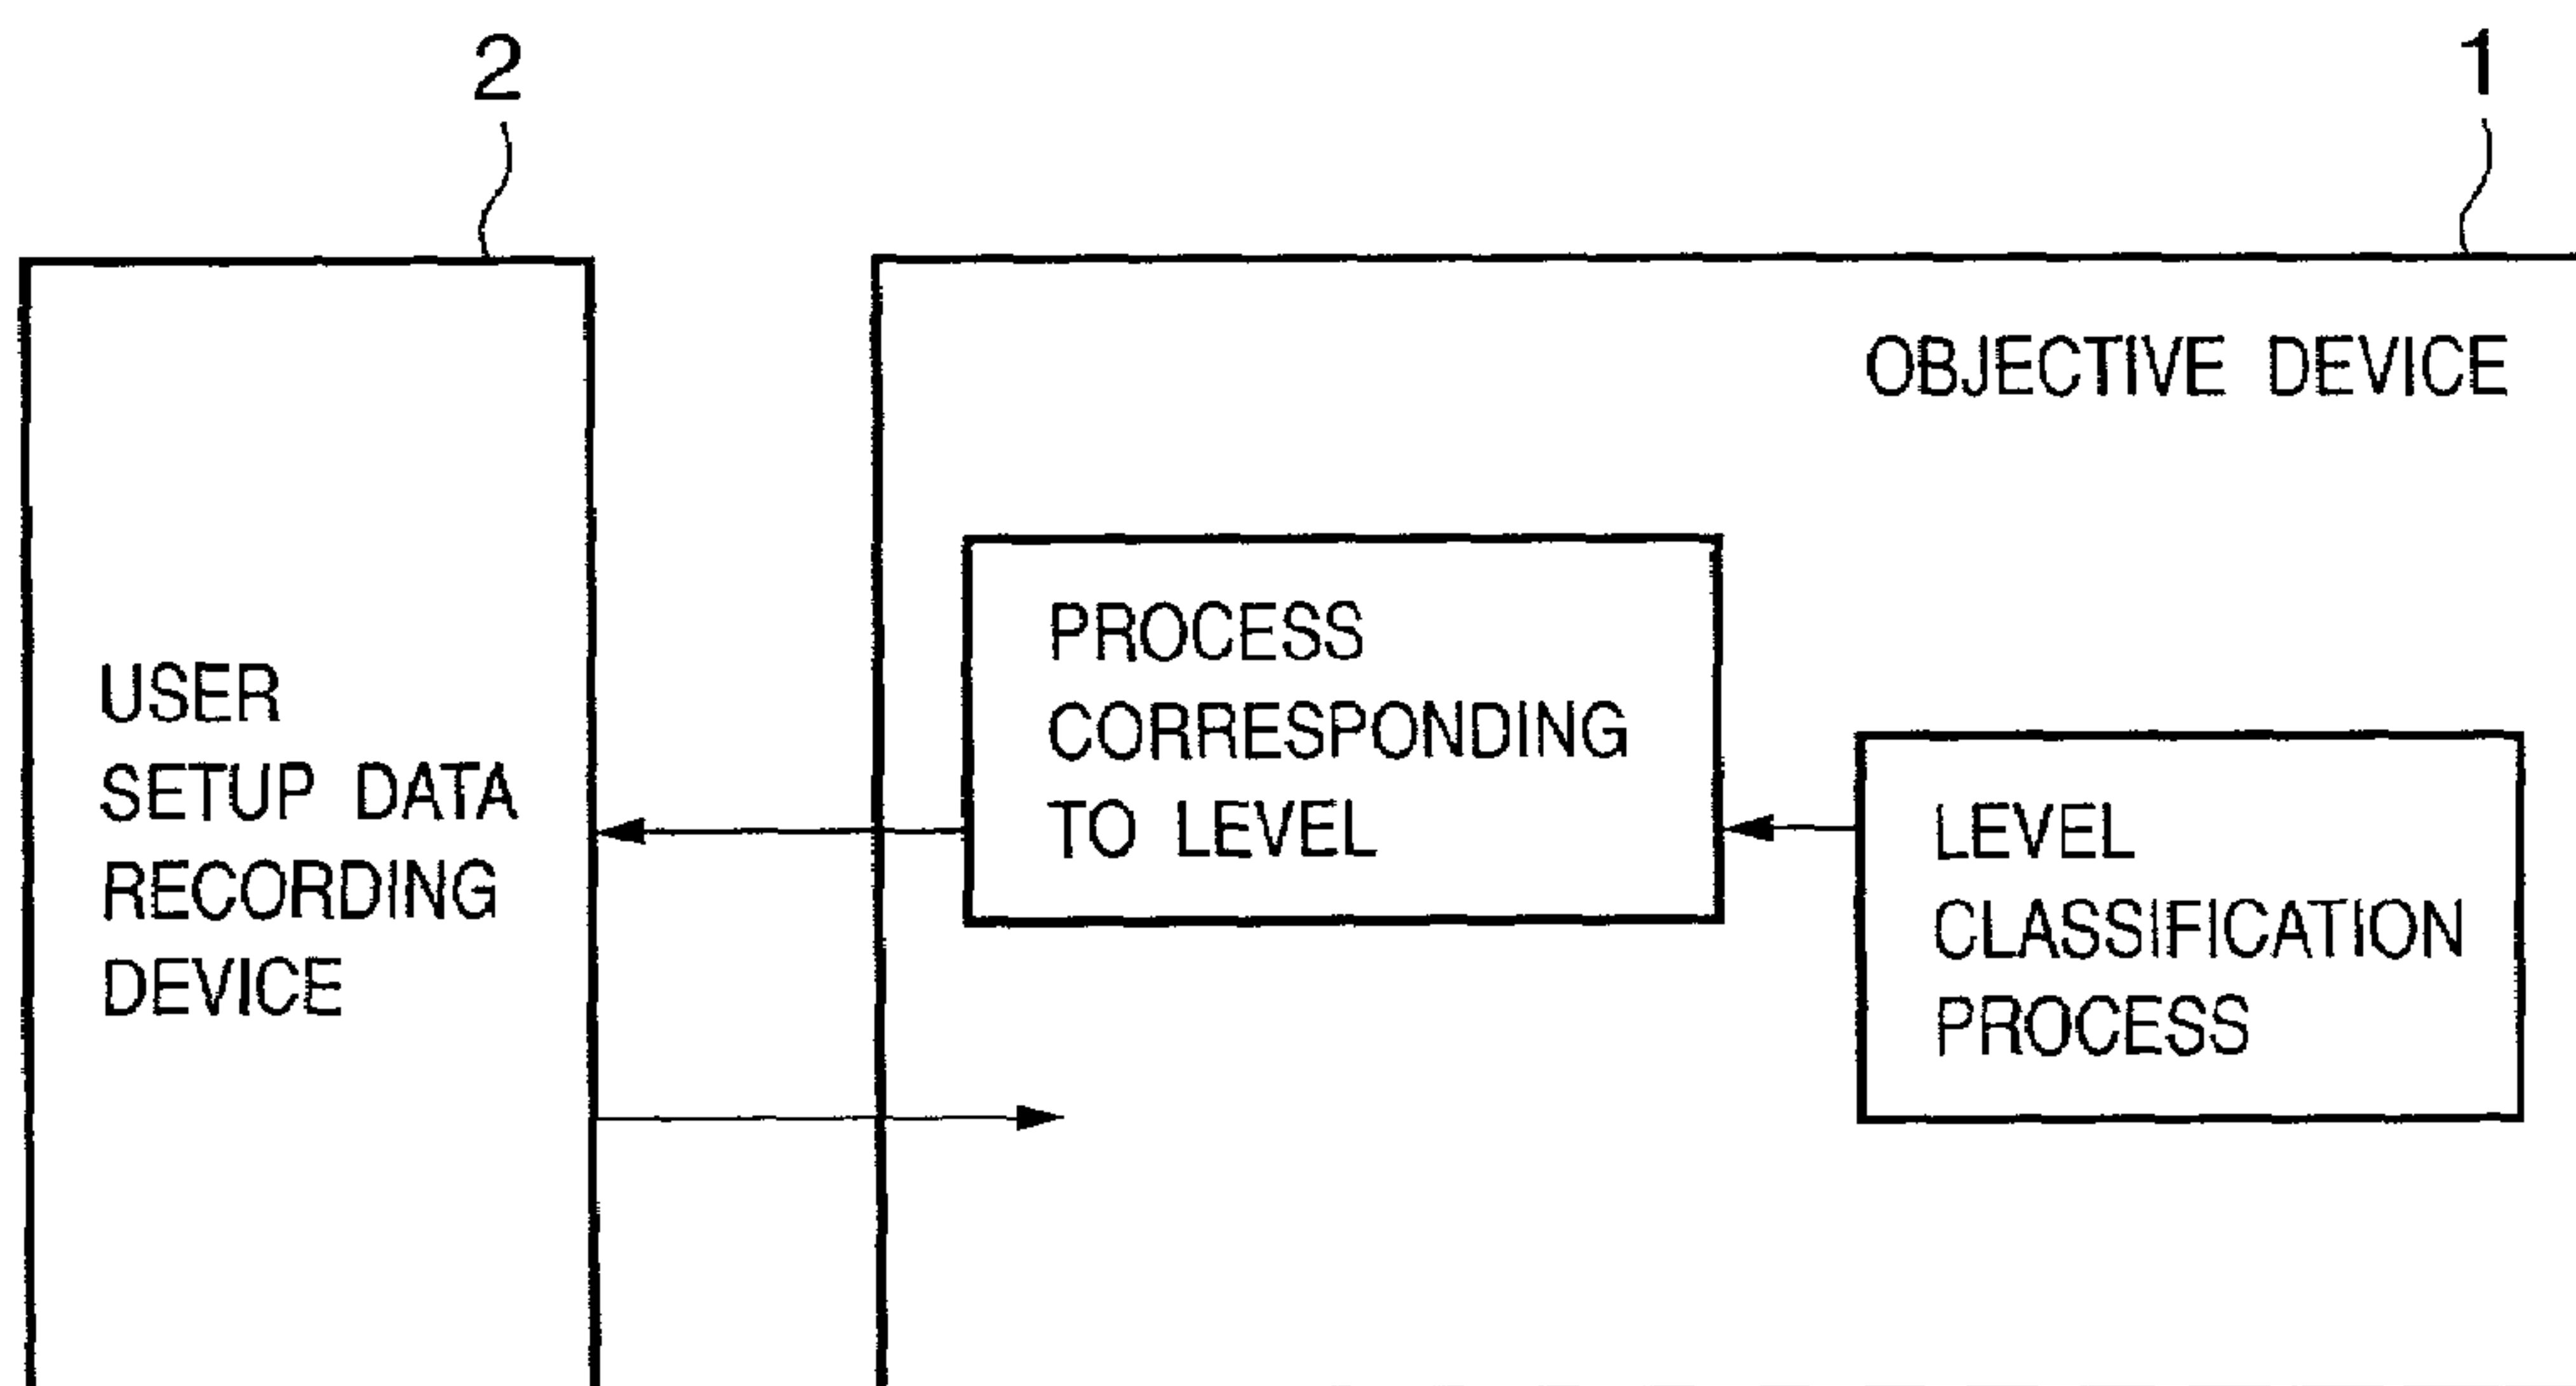 2
1
OBJECTIVE DEVICE
USER
SETUP DATA
RECORDING
DEVICE
PROCESS
CORRESPONDING
TO LEVEL
LEVEL
CLASSIFICATION
PROCESS